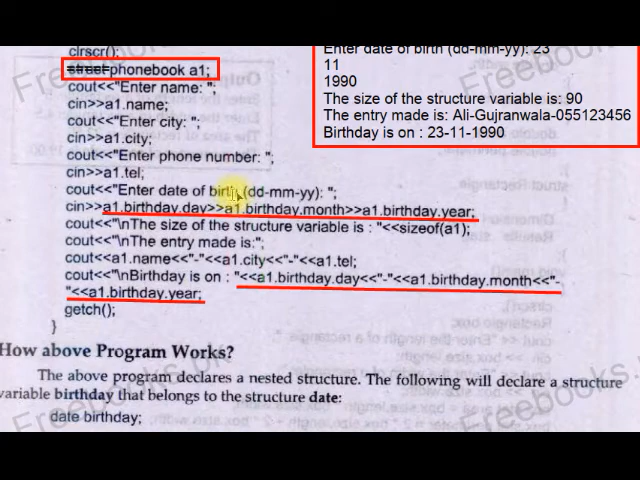 clrscr();
street phonebook a1;
cout<<"Enter name: ";
cin>>a1.name;
cout<<"Enter city: ";
cin>>a1.city;
cout<<"Enter phone number: ";
cin>>a1.tel;
cout<<"Enter date of birth (dd-mm-yy): ";
cin>>a1.birthday.day>>a1.birthday.month>>a1.birthday.year;
cout<<"\nThe size of the structure variable is : "<<sizeof(a1);
cout<<"\nThe entry made is:";
cout<<a1.name<<"-"<<a1.city<<"-"<<a1.tel;
cout<<"\nBirthday is on : "<<a1.birthday.day<<"-"<<a1.birthday.month<<"-
"<<a1.birthday.year;
getch();
}
Enter date of birth (dd-mm-yy): 23
11
1990
The size of the structure variable is: 90
The entry made is: Ali-Gujranwala-055123456
Birthday is on : 23-11-1990
How above Program Works?
The above program declares a nested structure. The following will declare a structure
variable birthday that belongs to the structure date:
date birthday;